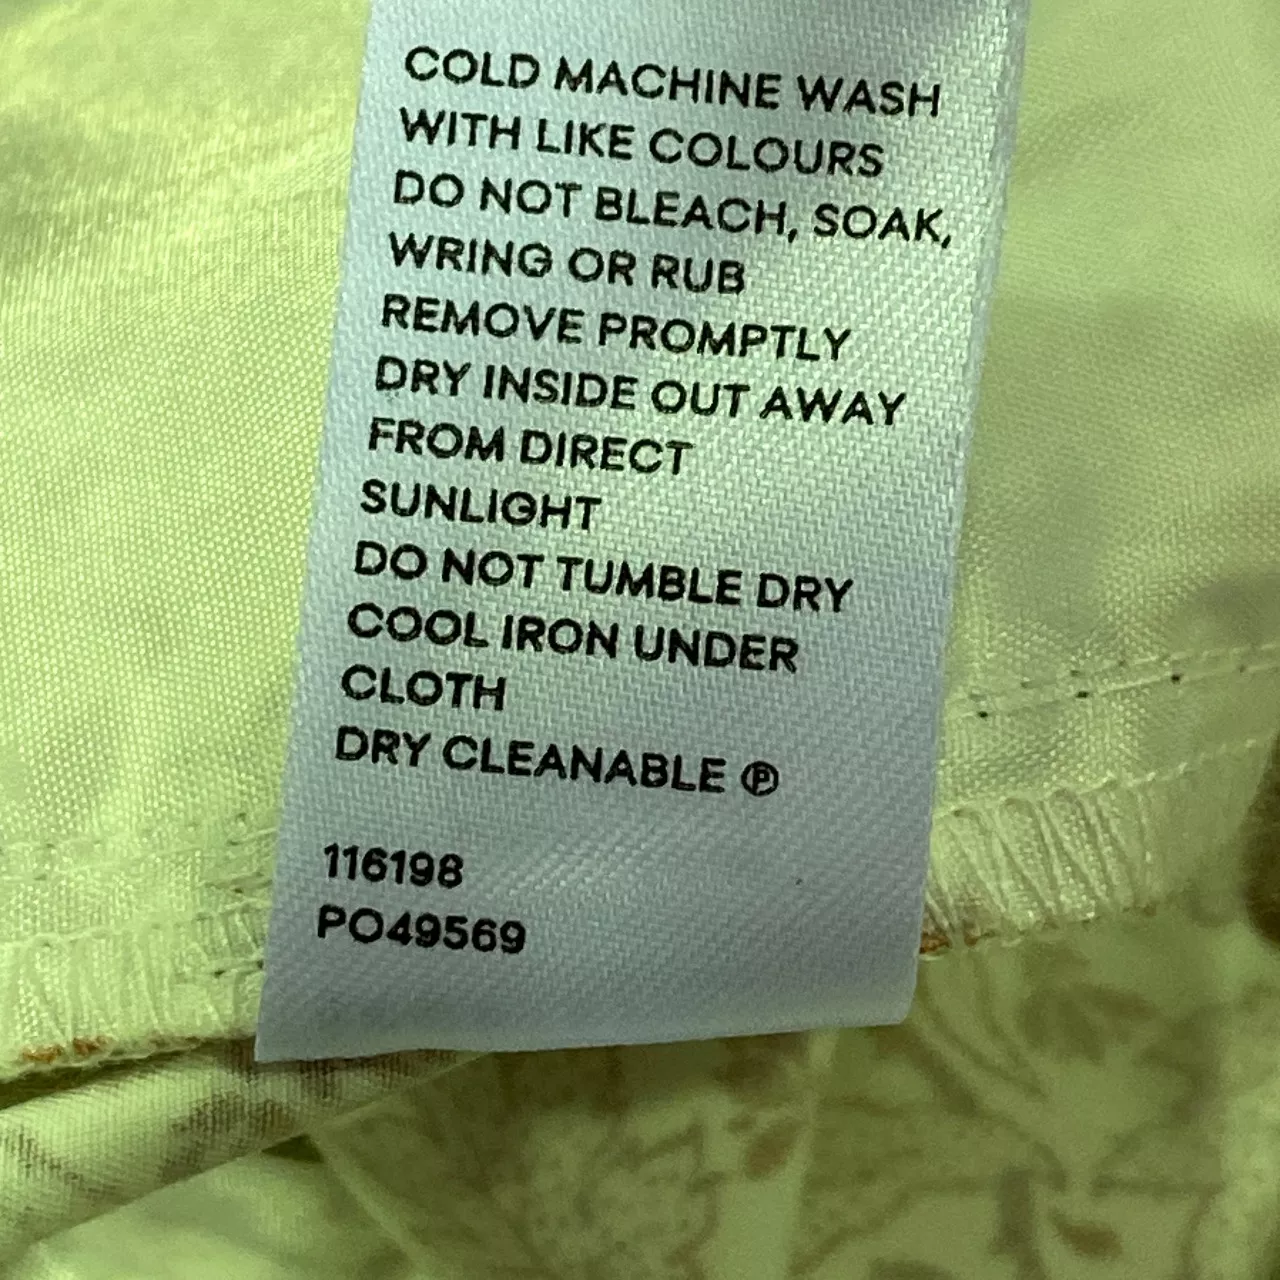 COLD MACHINE WASH
WITH LIKE COLOURS
DO NOT BLEACH, SOAK,
WRING OR RUB
REMOVE PROMPTLY
DRY INSIDE OUT AWAY
FROM DIRECT
SUNLIGHT
DO NOT TUMBLE DRY
COOL IRON UNDER
CLOTH
DRY CLEANABLE Ⓟ
116198
PO49569